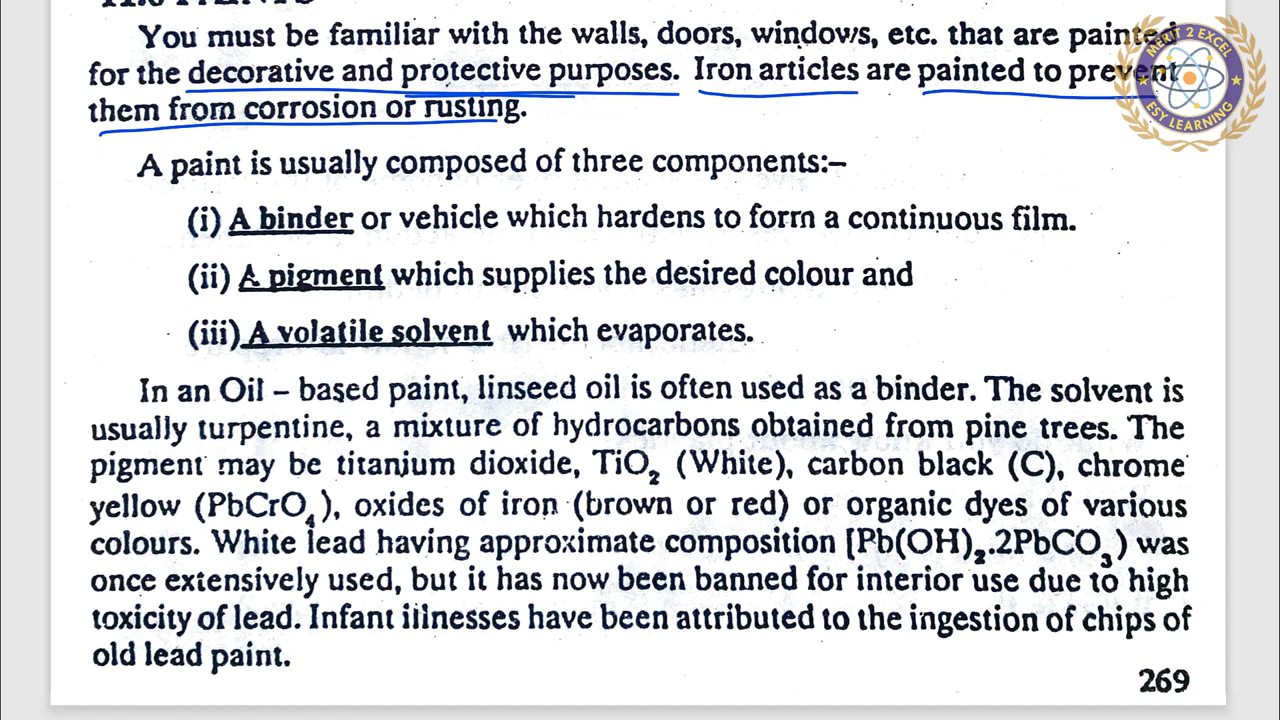 You must be familiar with the walls, doors, windows, etc. that are painted
for the decorative and protective purposes. Iron articles are painted to prevent
them from corrosion or rusting.
A paint is usually composed of three components:–
(i) A binder or vehicle which hardens to form a continuous film.
(ii) A pigment which supplies the desired colour and
(iii) A volatile solvent which evaporates.
In an Oil – based paint, linseed oil is often used as a binder. The solvent is
usually turpentine, a mixture of hydrocarbons obtained from pine trees. The
pigment may be titanium dioxide, TiO₂ (White), carbon black (C), chrome
yellow (PbCrO₄), oxides of iron (brown or red) or organic dyes of various
colours. White lead having approximate composition [Pb(OH)₂.2PbCO₃) was
once extensively used, but it has now been banned for interior use due to high
toxicity of lead. Infant illnesses have been attributed to the ingestion of chips of
old lead paint.
269
MERIT 2 EXCEL
ESY LEARNING